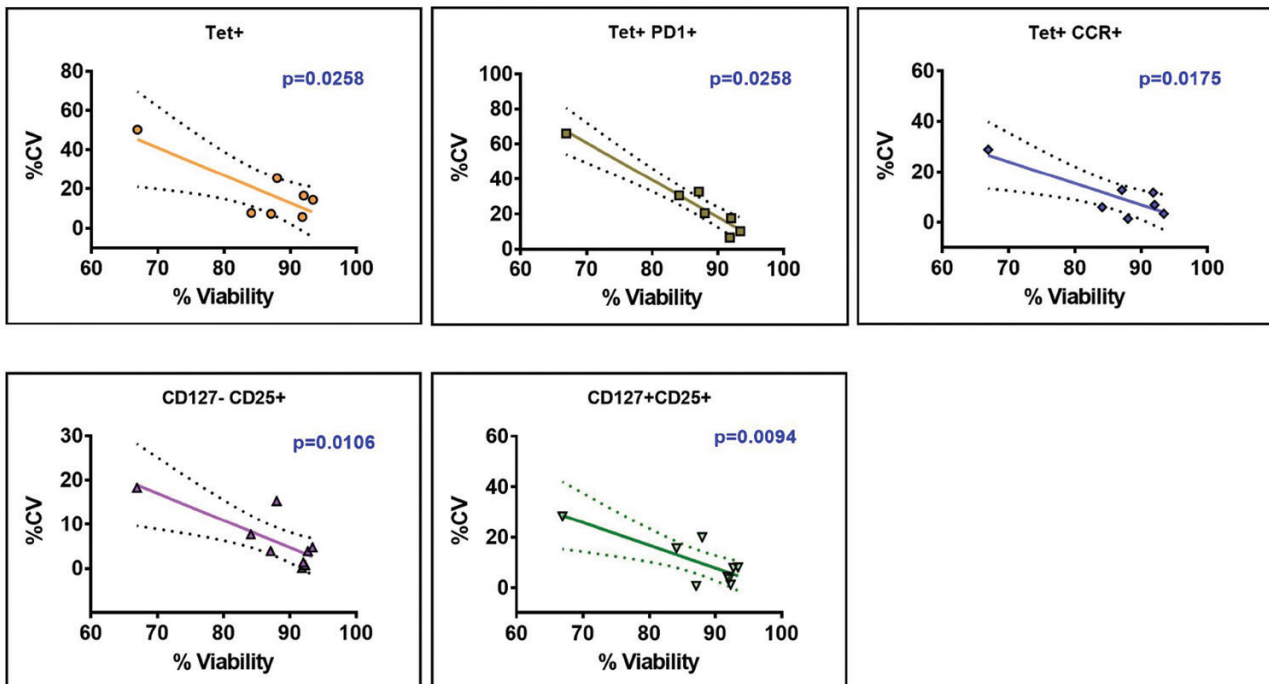 Tet+
p=0.0258
%CV
80
60
40
20
0
60 70 80 90 100
% Viability
Tet+ PD1+
p=0.0258
%CV
100
80
60
40
20
0
60 70 80 90 100
% Viability
Tet+ CCR+
p=0.0175
%CV
60
40
20
0
60 70 80 90 100
% Viability
CD127- CD25+
p=0.0106
%CV
30
20
10
0
60 70 80 90 100
% Viability
CD127+CD25+
p=0.0094
%CV
60
40
20
0
60 70 80 90 100
% Viability